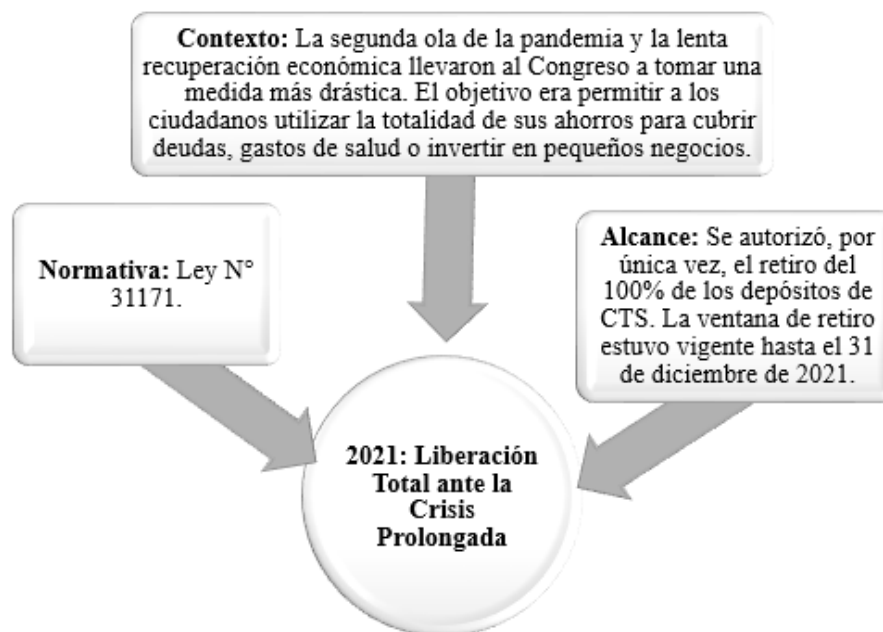 Contexto: La segunda ola de la pandemia y la lenta
recuperación económica llevaron al Congreso a tomar una
medida más drástica. El objetivo era permitir a los
ciudadanos utilizar la totalidad de sus ahorros para cubrir
deudas, gastos de salud o invertir en pequeños negocios.
Normativa: Ley N°
31171.
Alcance: Se autorizó, por
única vez, el retiro del
100% de los depósitos de
CTS. La ventana de retiro
estuvo vigente hasta el 31
de diciembre de 2021.
2021: Liberación
Total ante la
Crisis
Prolongada